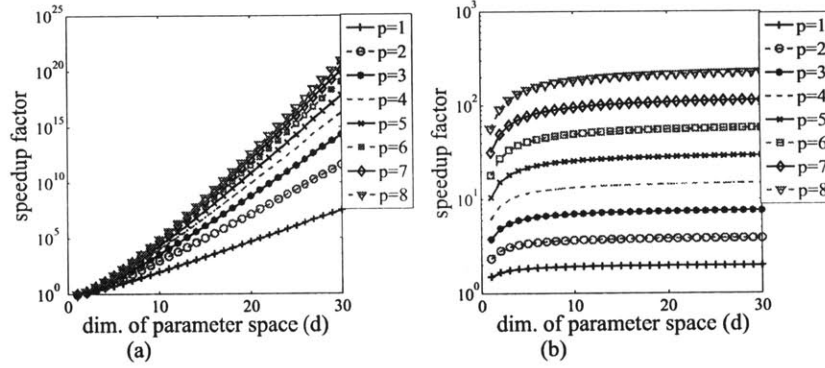 10^25
10^20
10^15
10^10
10^5
10^0
speedup factor
0
10
20
30
dim. of parameter space (d)
(a)
p=1
p=2
p=3
p=4
p=5
p=6
p=7
p=8
10^3
10^2
10^1
10^0
speedup factor
0
10
20
30
dim. of parameter space (d)
(b)
p=1
p=2
p=3
p=4
p=5
p=6
p=7
p=8